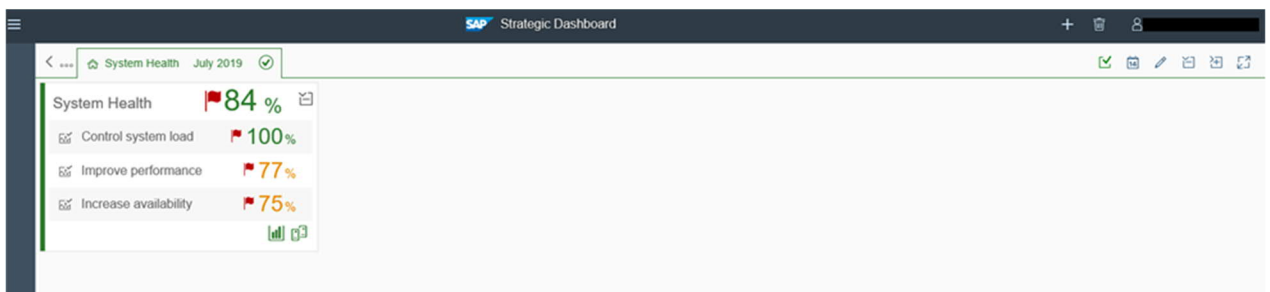 SAP Strategic Dashboard
System Health July 2019
14
System Health 84 %
Control system load 100%
Improve performance 77%
Increase availability 75%